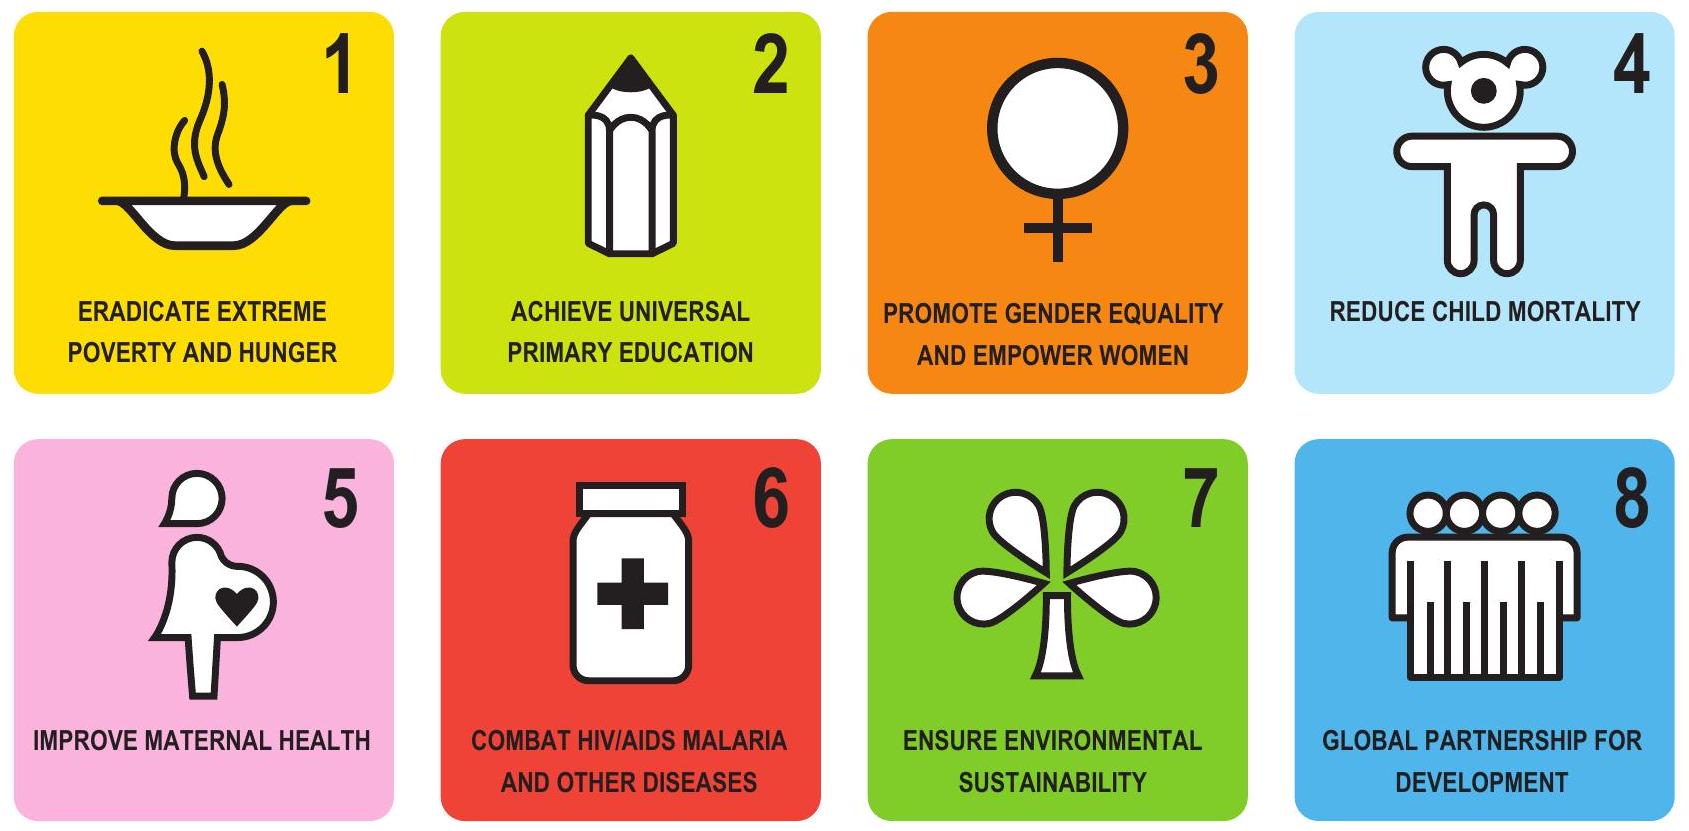 1
ERADICATE EXTREME
POVERTY AND HUNGER
2
ACHIEVE UNIVERSAL
PRIMARY EDUCATION
3
PROMOTE GENDER EQUALITY
AND EMPOWER WOMEN
4
REDUCE CHILD MORTALITY
5
IMPROVE MATERNAL HEALTH
6
COMBAT HIV/AIDS MALARIA
AND OTHER DISEASES
7
ENSURE ENVIRONMENTAL
SUSTAINABILITY
8
GLOBAL PARTNERSHIP FOR
DEVELOPMENT